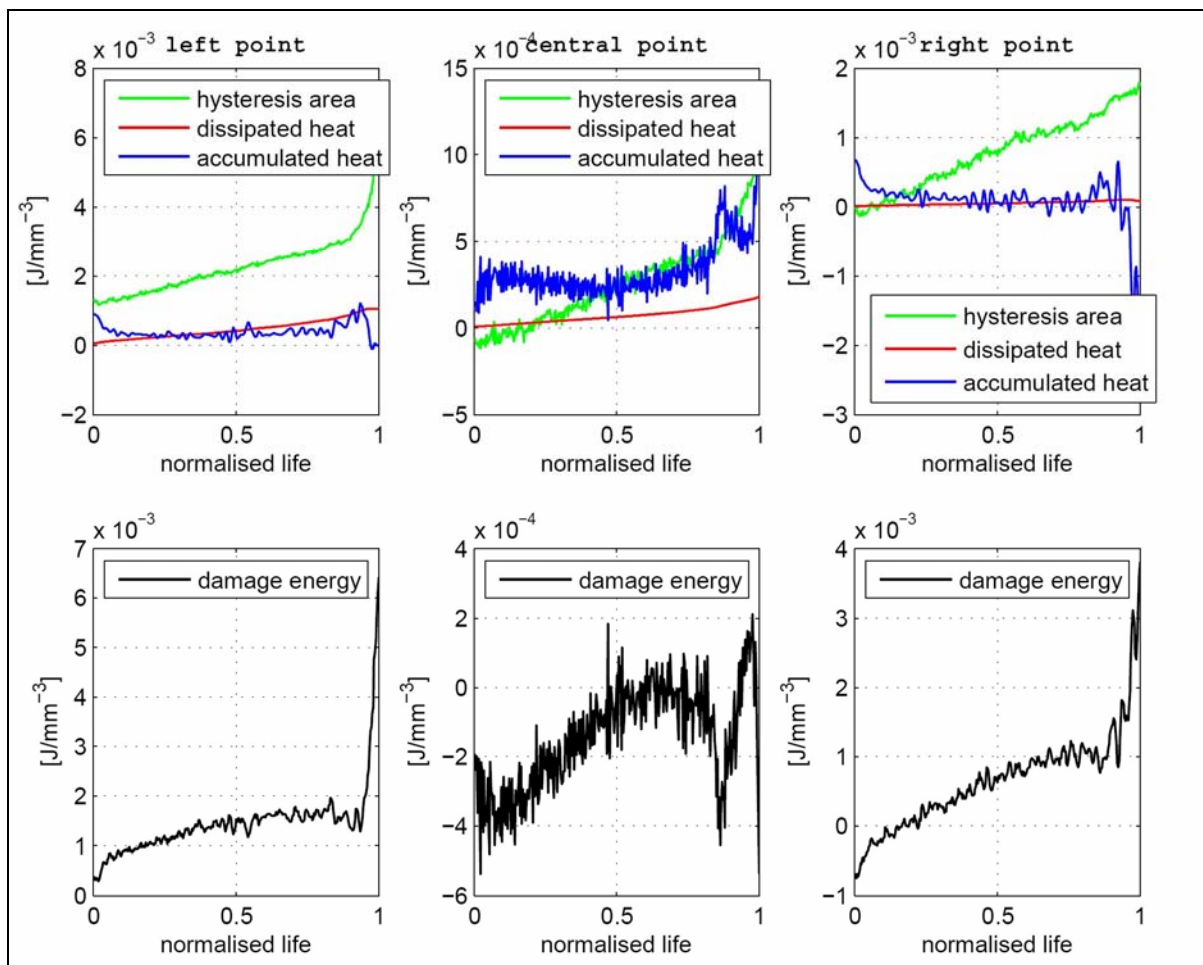 x 10⁻³ left point
8
6
4
2
0
−2
[J/mm⁻³]
hysteresis area
dissipated heat
accumulated heat
0 0.5 1
normalised life
x 10⁻⁴ central point
15
10
5
0
−5
[J/mm⁻³]
hysteresis area
dissipated heat
accumulated heat
0 0.5 1
normalised life
x 10⁻³ right point
2
1
0
−1
−2
−3
[J/mm⁻³]
hysteresis area
dissipated heat
accumulated heat
0 0.5 1
normalised life
x 10⁻³
7
6
5
4
3
2
1
0
[J/mm⁻³]
damage energy
0 0.5 1
normalised life
x 10⁻⁴
4
2
0
−2
−4
−6
[J/mm⁻³]
damage energy
0 0.5 1
normalised life
x 10⁻³
4
3
2
1
0
−1
[J/mm⁻³]
damage energy
0 0.5 1
normalised life